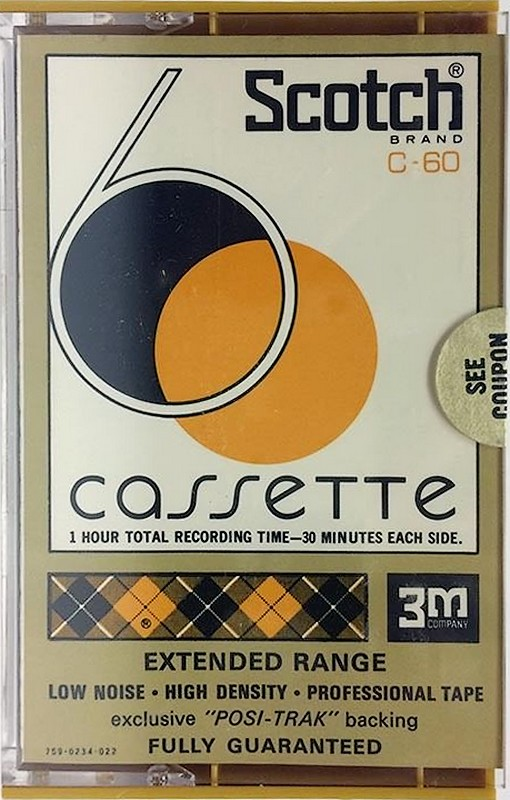 Scotch®
BRAND
C-60
6
SEE
COUPON
cassette
1 HOUR TOTAL RECORDING TIME—30 MINUTES EACH SIDE.
®
3M
COMPANY
EXTENDED RANGE
LOW NOISE • HIGH DENSITY • PROFESSIONAL TAPE
exclusive "POSI-TRAK" backing
759-0234-022
FULLY GUARANTEED